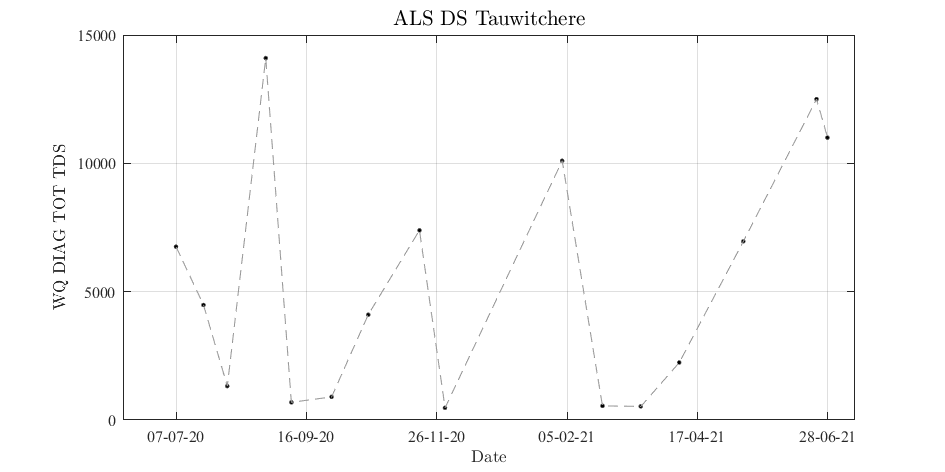 ALS DS Tauwitchere
15000
10000
5000
0
WQ DIAG TOT TDS
07-07-20 16-09-20 26-11-20 05-02-21 17-04-21 28-06-21
Date